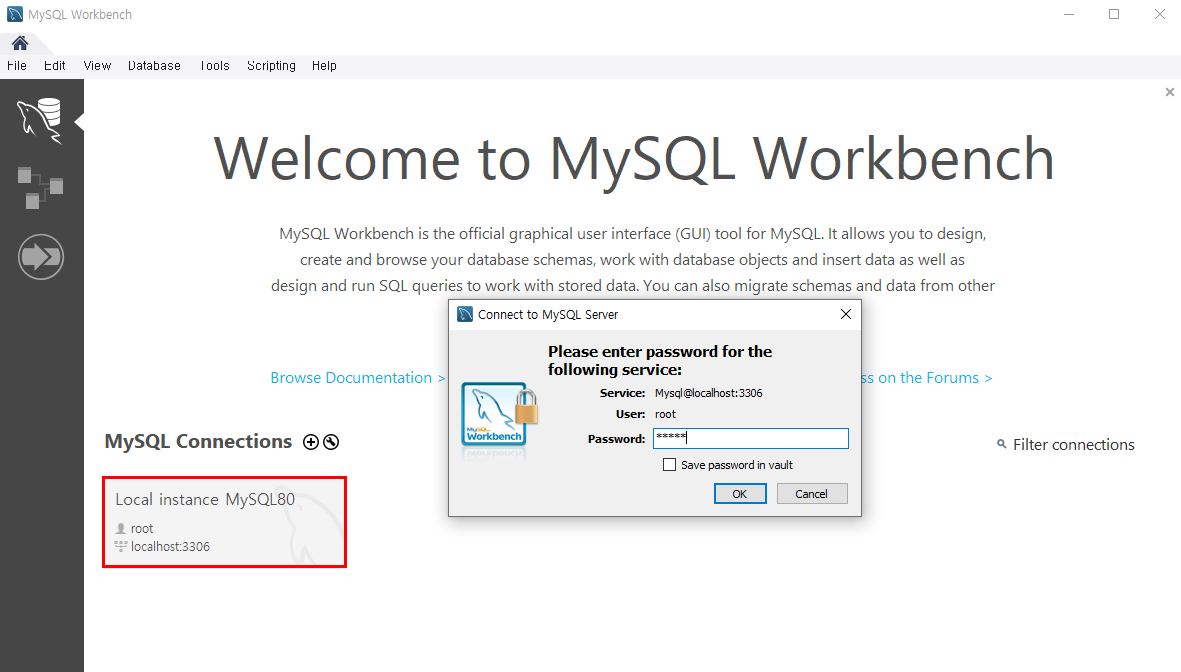 MySQL Workbench
File Edit View Database Tools Scripting Help
Welcome to MySQL Workbench
MySQL Workbench is the official graphical user interface (GUI) tool for MySQL. It allows you to design,
create and browse your database schemas, work with database objects and insert data as well as
design and run SQL queries to work with stored data. You can also migrate schemas and data from other
Browse Documentation >
on the Forums >
Connect to MySQL Server
Please enter password for the
following service:
Service: Mysql@localhost:3306
User: root
Password: *****
Save password in vault
OK Cancel
MySQL
Workbench
MySQL Connections
Filter connections
Local instance MySQL80
root
localhost:3306